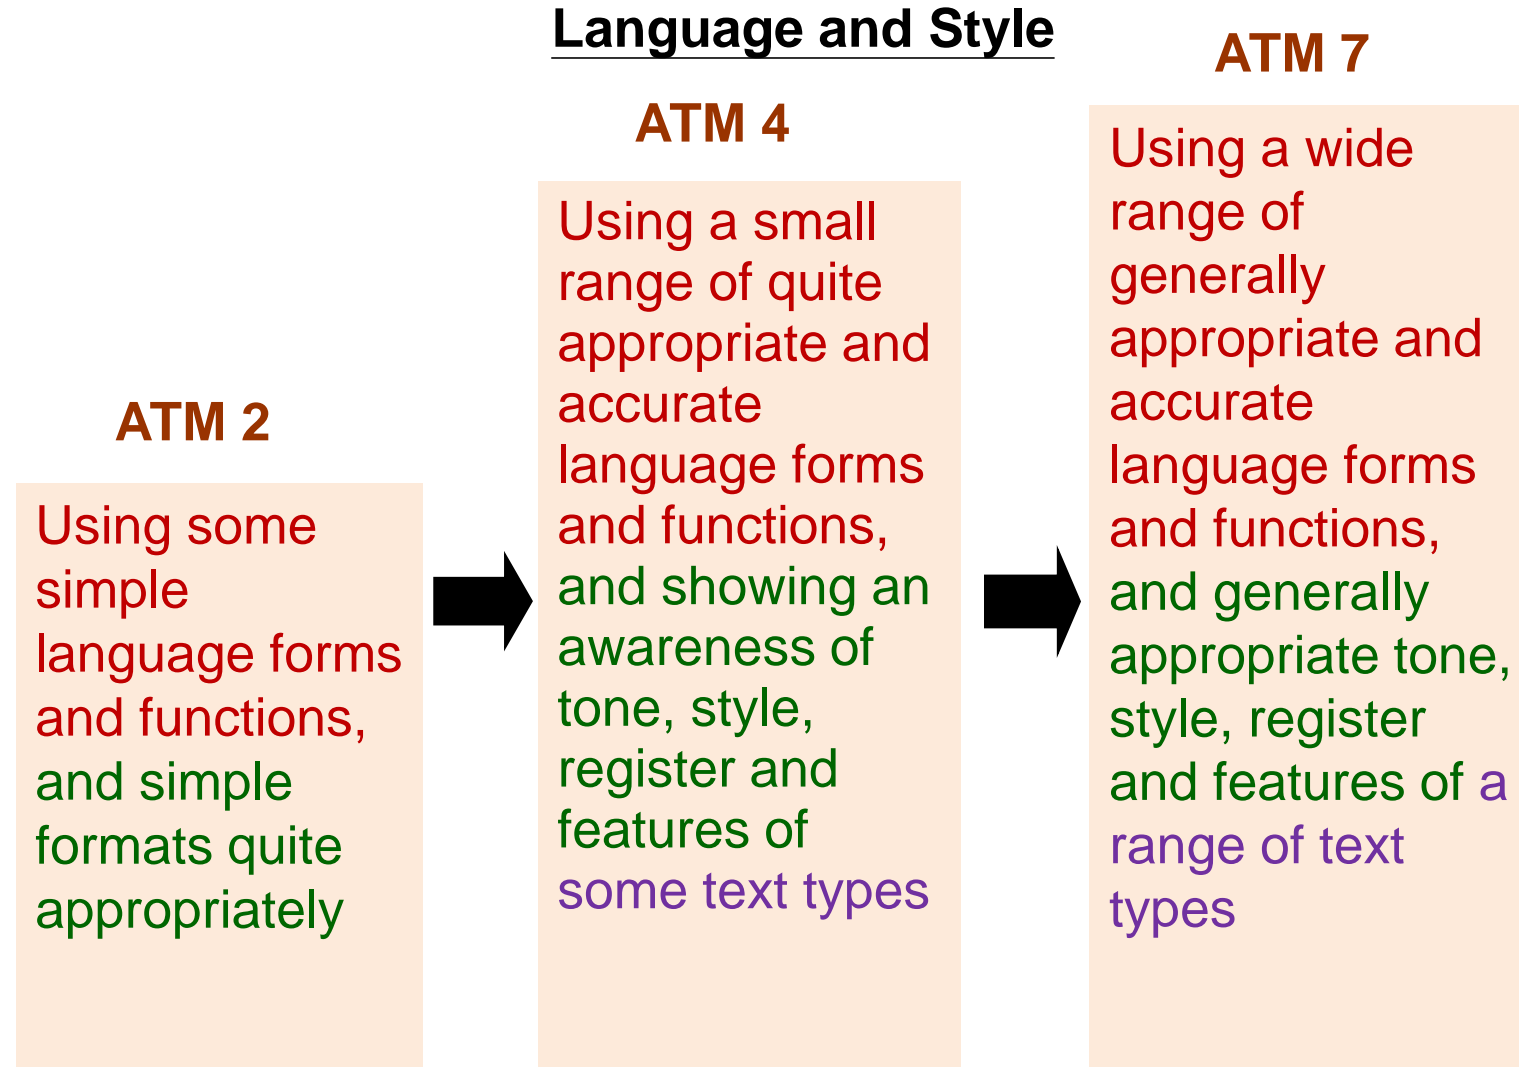 Language and Style
ATM 2
Using some
simple
language forms
and functions,
and simple
formats quite
appropriately
ATM 4
Using a small
range of quite
appropriate and
accurate
language forms
and functions,
and showing an
awareness of
tone, style,
register and
features of
some text types
ATM 7
Using a wide
range of
generally
appropriate and
accurate
language forms
and functions,
and generally
appropriate tone,
style, register
and features of a
range of text
types